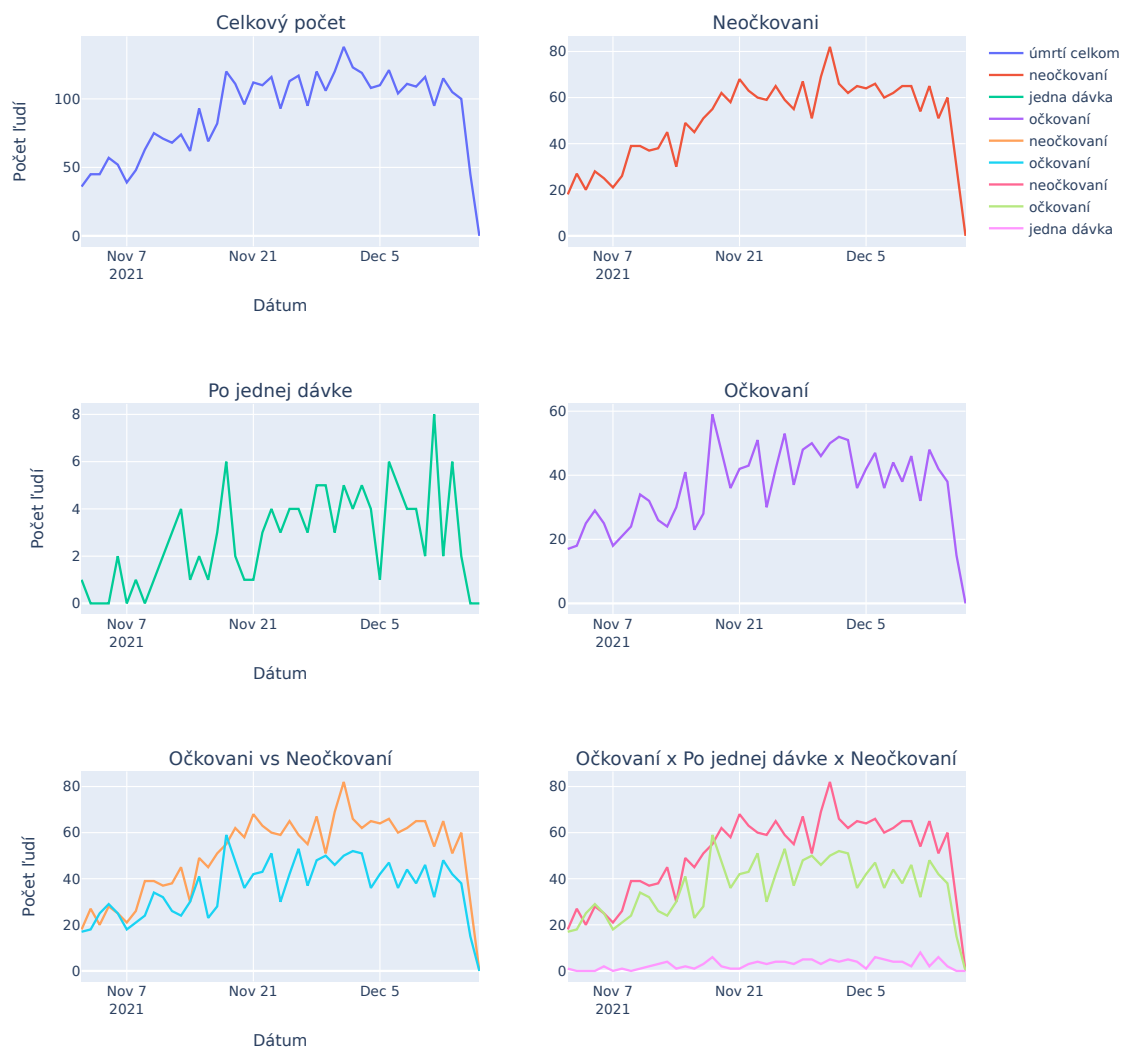 Celkový počet
Počet ľudí
100
50
0
Nov 7
2021
Nov 21
Dec 5
Dátum
Neočkovani
80
60
40
20
0
Nov 7
2021
Nov 21
Dec 5
úmrtí celkom
neočkovaní
jedna dávka
očkovaní
neočkovaní
očkovaní
neočkovaní
očkovaní
jedna dávka
Po jednej dávke
Počet ľudí
8
6
4
2
0
Nov 7
2021
Nov 21
Dec 5
Dátum
Očkovaní
60
40
20
0
Nov 7
2021
Nov 21
Dec 5
Očkovani vs Neočkovaní
Počet ľudí
80
60
40
20
0
Nov 7
2021
Nov 21
Dec 5
Dátum
Očkovaní x Po jednej dávke x Neočkovaní
80
60
40
20
0
Nov 7
2021
Nov 21
Dec 5